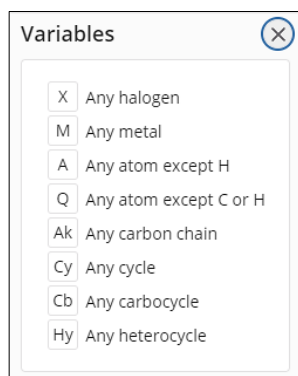 Variables
X Any halogen
M Any metal
A Any atom except H
Q Any atom except C or H
Ak Any carbon chain
Cy Any cycle
Cb Any carbocycle
Hy Any heterocycle